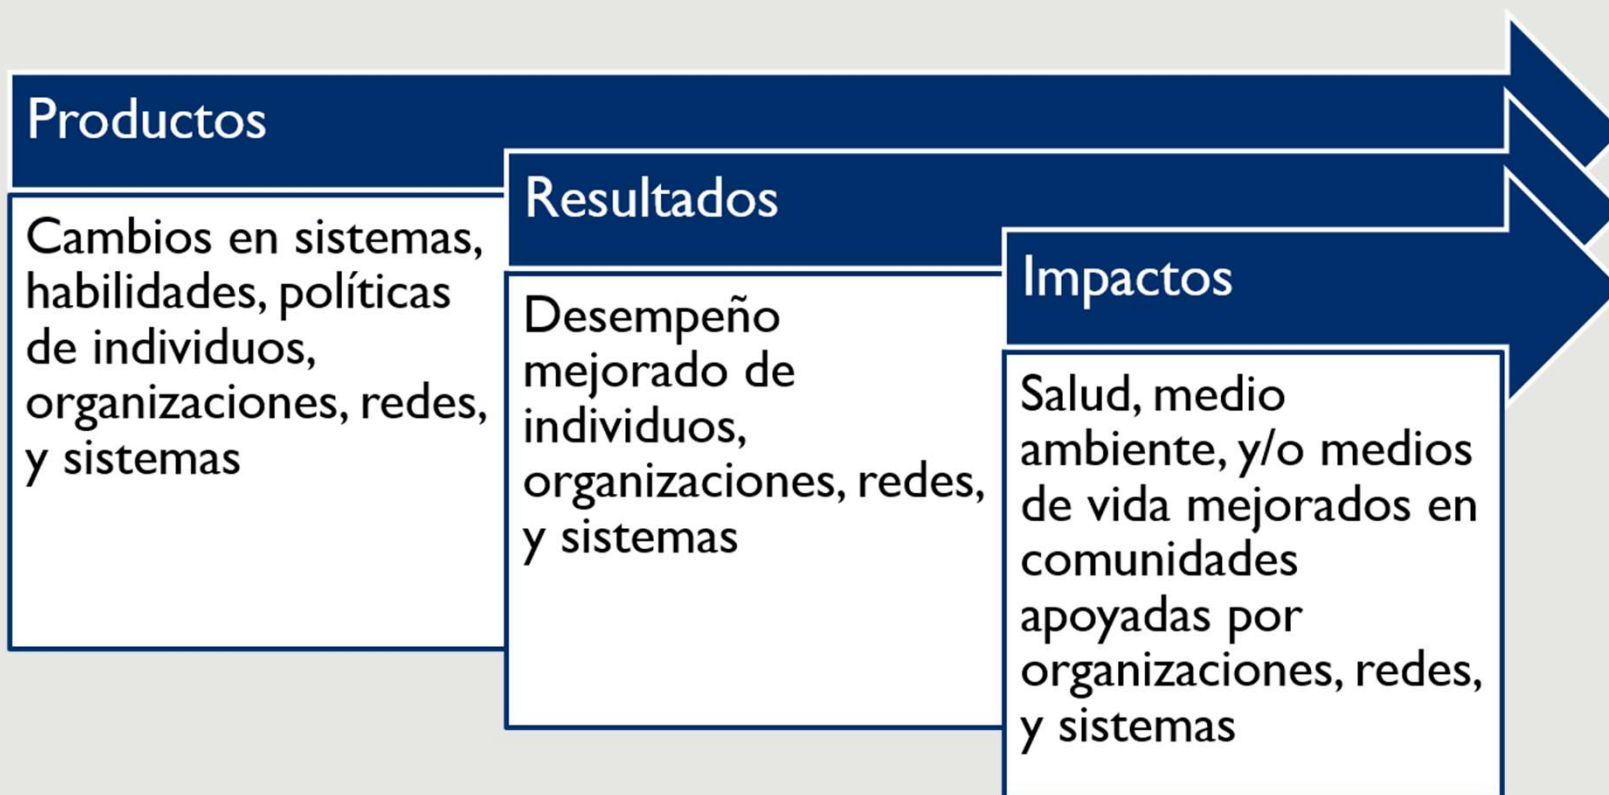 Productos
Cambios en sistemas,
habilidades, políticas
de individuos,
organizaciones, redes,
y sistemas
Resultados
Desempeño
mejorado de
individuos,
organizaciones, redes,
y sistemas
Impactos
Salud, medio
ambiente, y/o medios
de vida mejorados en
comunidades
apoyadas por
organizaciones, redes,
y sistemas